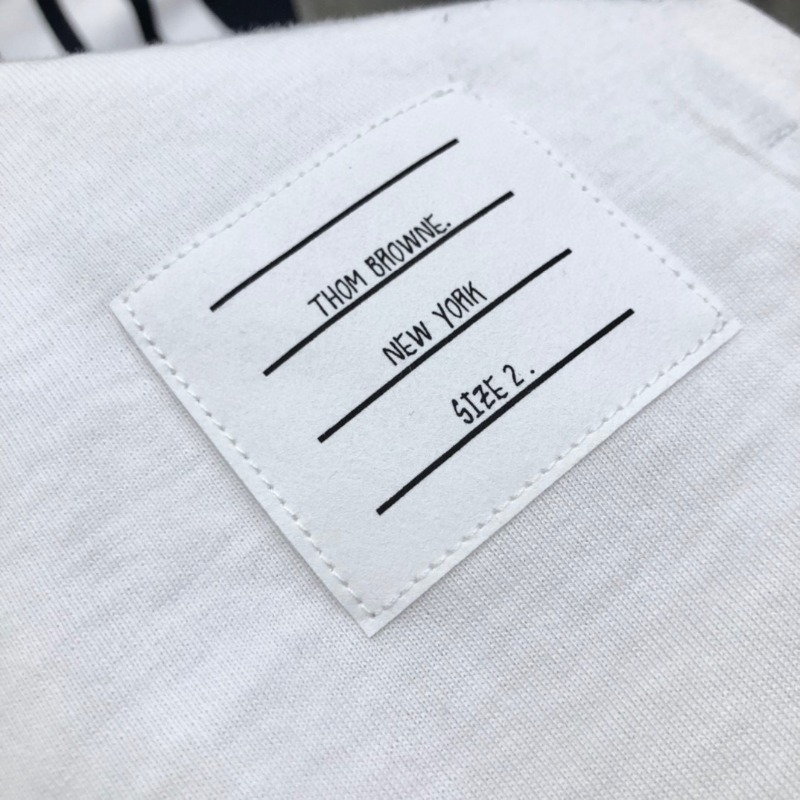 THOM BROWNE.
NEW YORK
SIZE 2.